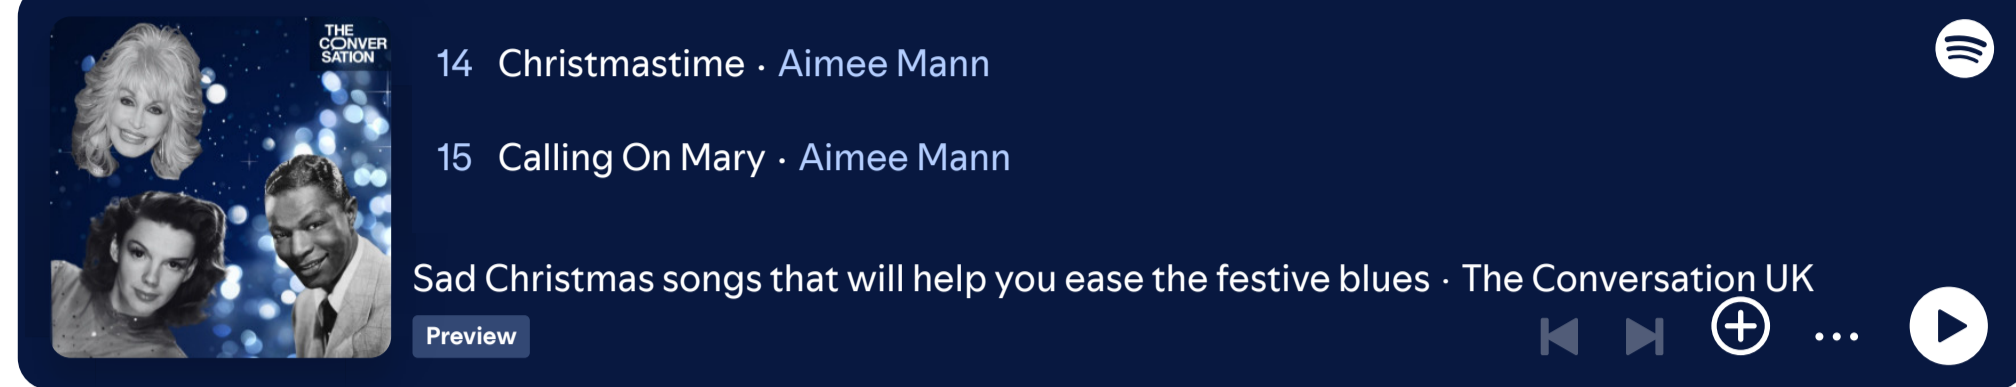 THE
CONVER
SATION
14 Christmastime · Aimee Mann
15 Calling On Mary · Aimee Mann
Sad Christmas songs that will help you ease the festive blues · The Conversation UK
Preview